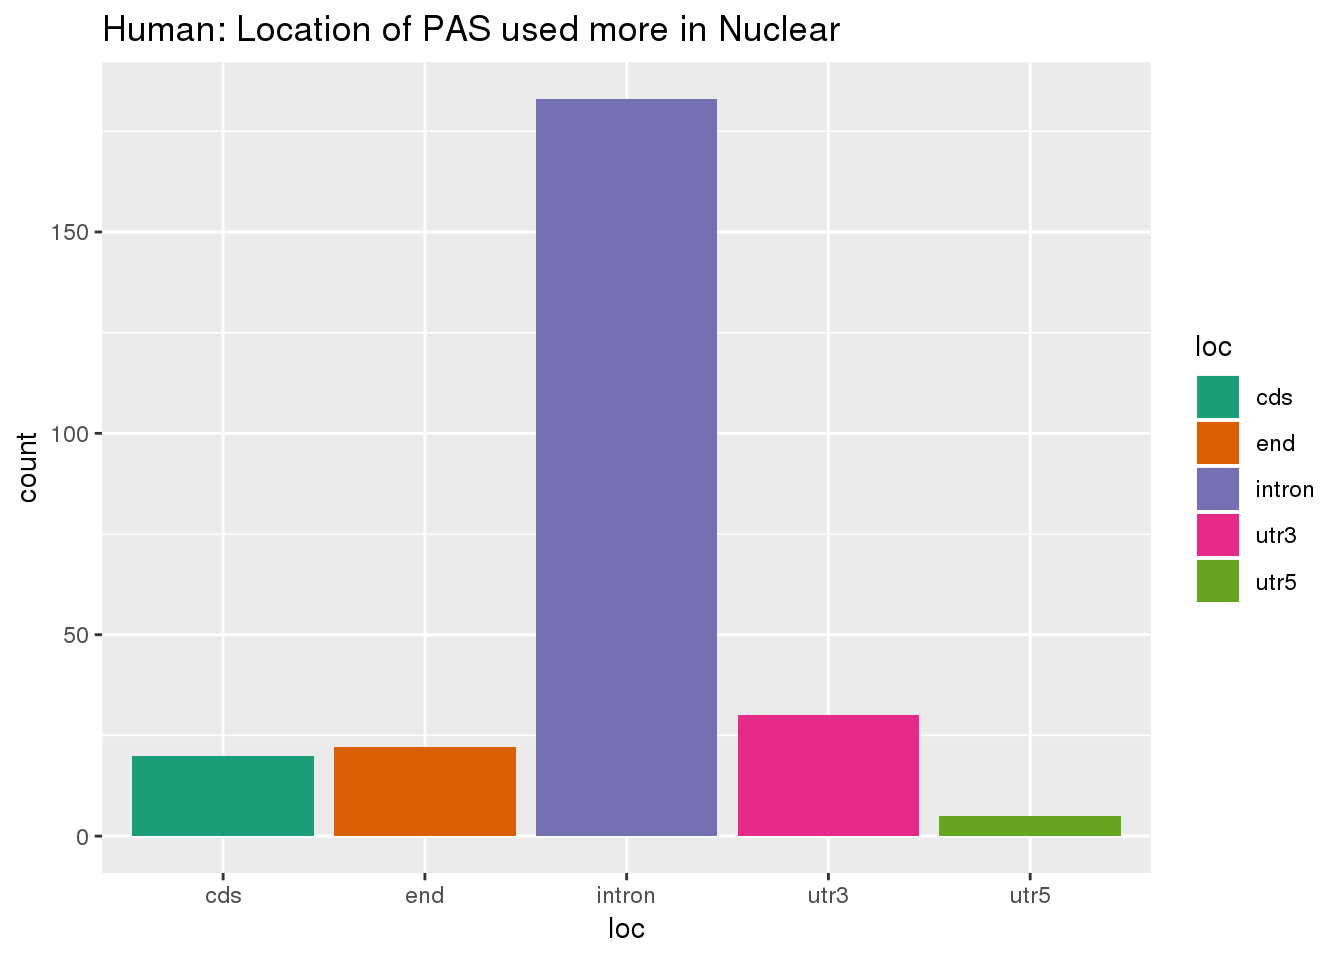 Human: Location of PAS used more in Nuclear
150
100
50
0
count
cds
end
intron
utr3
utr5
loc
loc
cds
end
intron
utr3
utr5